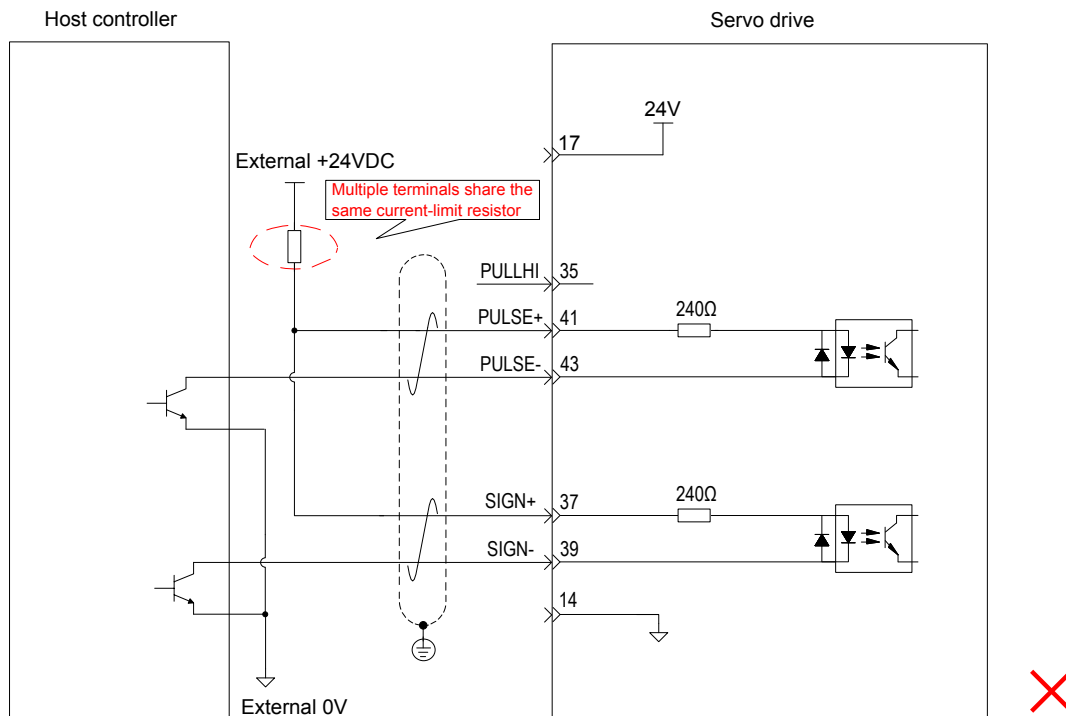 Host controller
Servo drive
24V
17
External +24VDC
Multiple terminals share the
same current-limit resistor
PULLHI
35
PULSE+
41
240Ω
PULSE-
43
SIGN+
37
240Ω
SIGN-
39
14
External 0V